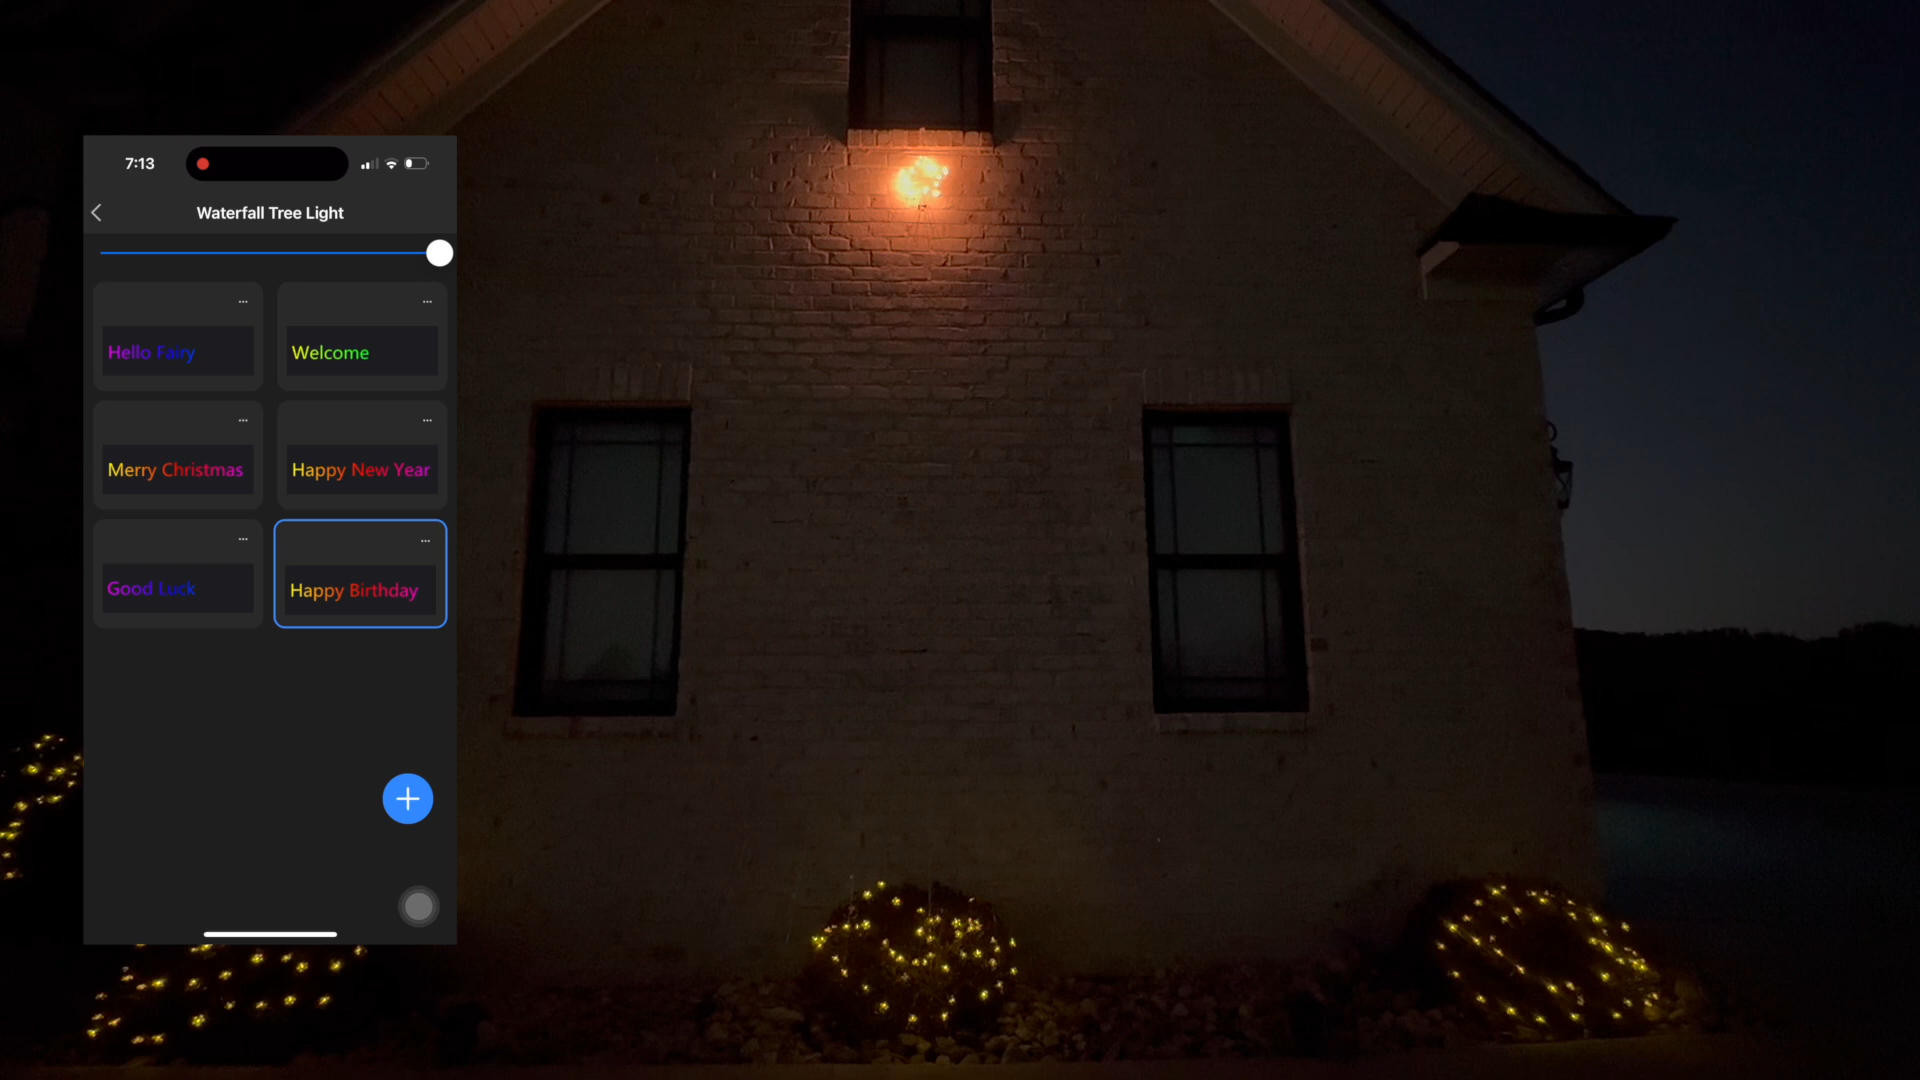 7:13
Waterfall Tree Light
Hello Fairy
Welcome
Merry Christmas
Happy New Year
Good Luck
Happy Birthday